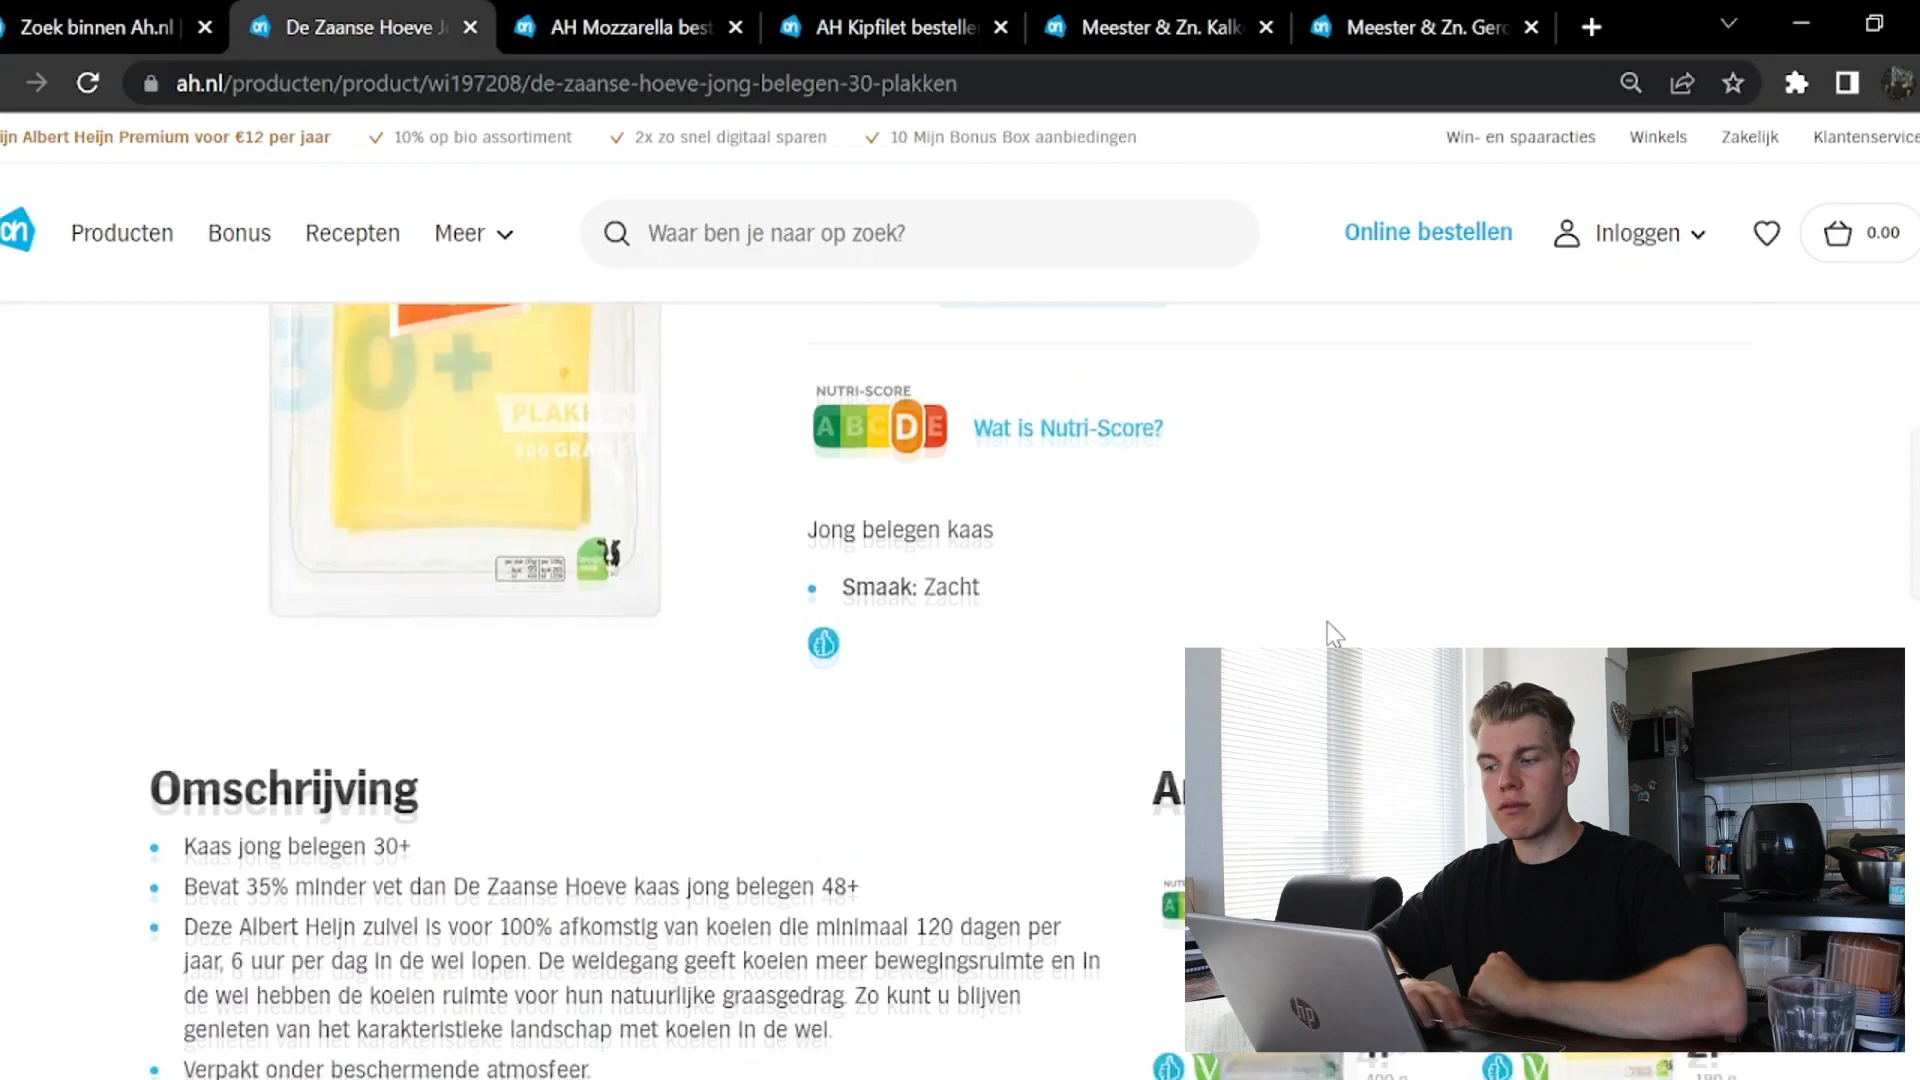 Zoek binnen Ah.nl
De Zaanse Hoeve J
AH Mozzarella best
AH Kipfilet bestelle
Meester & Zn. Kalk
Meester & Zn. Gero
ah.nl/producten/product/wi197208/de-zaanse-hoeve-jong-belegen-30-plakken
ijn Albert Heijn Premium voor €12 per jaar
10% op bio assortiment
2x zo snel digitaal sparen
10 Mijn Bonus Box aanbiedingen
Win- en spaaracties
Winkels
Zakelijk
Klantenservice
Producten
Bonus
Recepten
Meer
Waar ben je naar op zoek?
Online bestellen
Inloggen
0.00
30+
PLAKKEN
300 GRAM
NUTRI-SCORE
A B C D E
Wat is Nutri-Score?
Jong belegen kaas
Smaak: Zacht
Omschrijving
Kaas jong belegen 30+
Bevat 35% minder vet dan De Zaanse Hoeve kaas jong belegen 48+
Deze Albert Heijn zuivel is voor 100% afkomstig van koeien die minimaal 120 dagen per
jaar, 6 uur per dag in de wei lopen. De weidegang geeft koeien meer bewegingsruimte en in
de wei hebben de koeien ruimte voor hun natuurlijke graasgedrag. Zo kunt u blijven
genieten van het karakteristieke landschap met koeien in de wei.
Verpakt onder beschermende atmosfeer.
A
NUT
A
hp